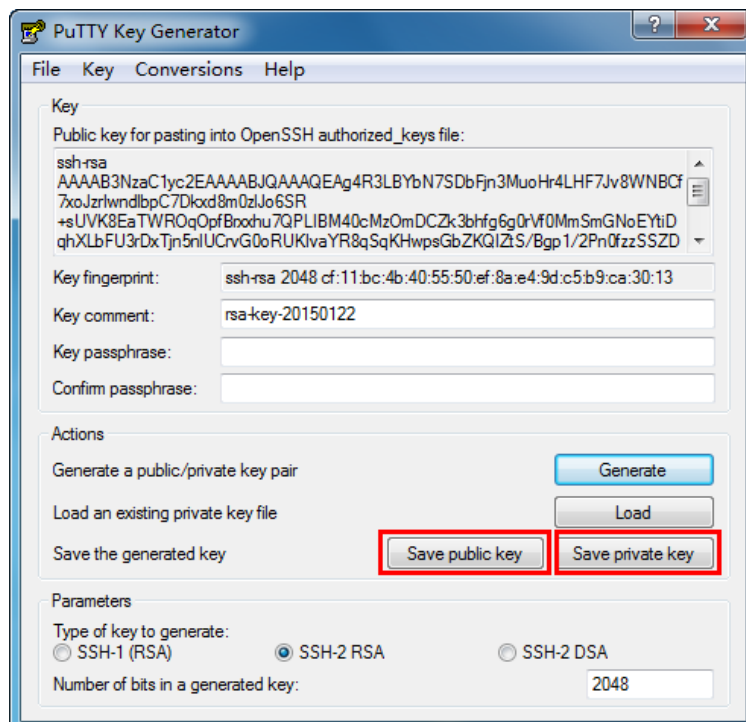 PuTTY Key Generator
File Key Conversions Help
Key
Public key for pasting into OpenSSH authorized_keys file:
ssh-rsa
AAAAB3NzaC1yc2EAAAABJQAAAQEAg4R3LBYbN7SDbFjn3MuoHr4LHF7Jv8WNBCf
7xoJzrlwndlbpC7Dkxd8m0zlJo6SR
+sUVK8EaTWROqOpfBrxxhu7QPLIBM40cMzOmDCZk3bhfg6g0rVf0MmSmGNoEYtiD
qhXLbFU3rDxTjn5nIUCrvG0oRUKIvaYR8qSqKHwpsGbZKQIZtS/Bgp1/2Pn0fzzSSZD
Key fingerprint: ssh-rsa 2048 cf:11:bc:4b:40:55:50:ef:8a:e4:9d:c5:b9:ca:30:13
Key comment: rsa-key-20150122
Key passphrase:
Confirm passphrase:
Actions
Generate a public/private key pair Generate
Load an existing private key file Load
Save the generated key Save public key Save private key
Parameters
Type of key to generate:
SSH-1 (RSA) SSH-2 RSA SSH-2 DSA
Number of bits in a generated key: 2048